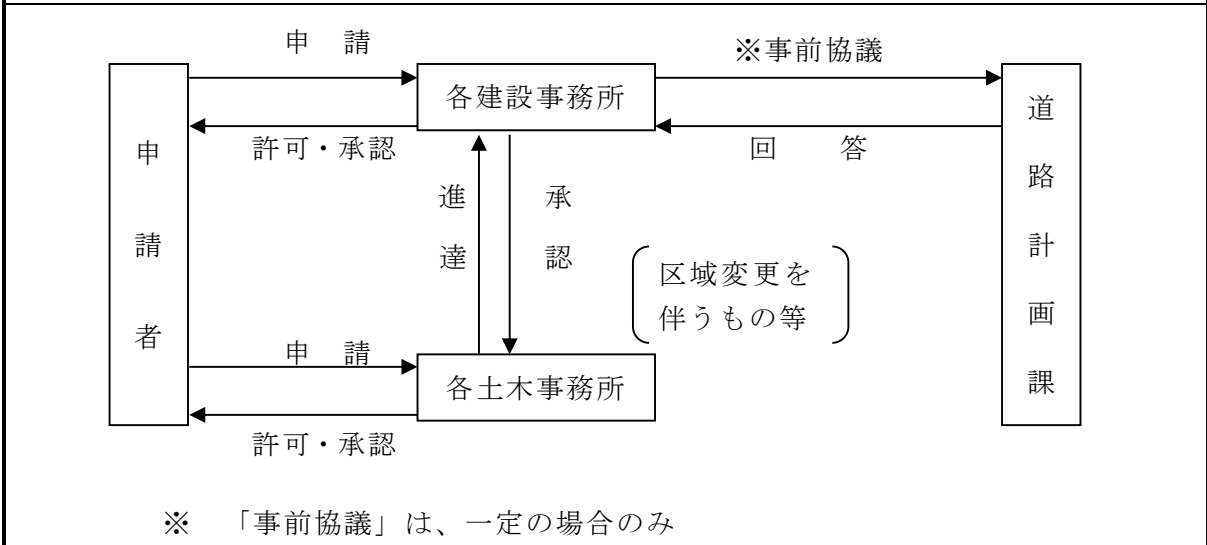 申 請
※事前協議
各建設事務所
許可・承認
回 答
申請者
道路計画課
進達
承認
区域変更を
伴うもの等
申 請
各土木事務所
許可・承認
※ 「事前協議」は、一定の場合のみ